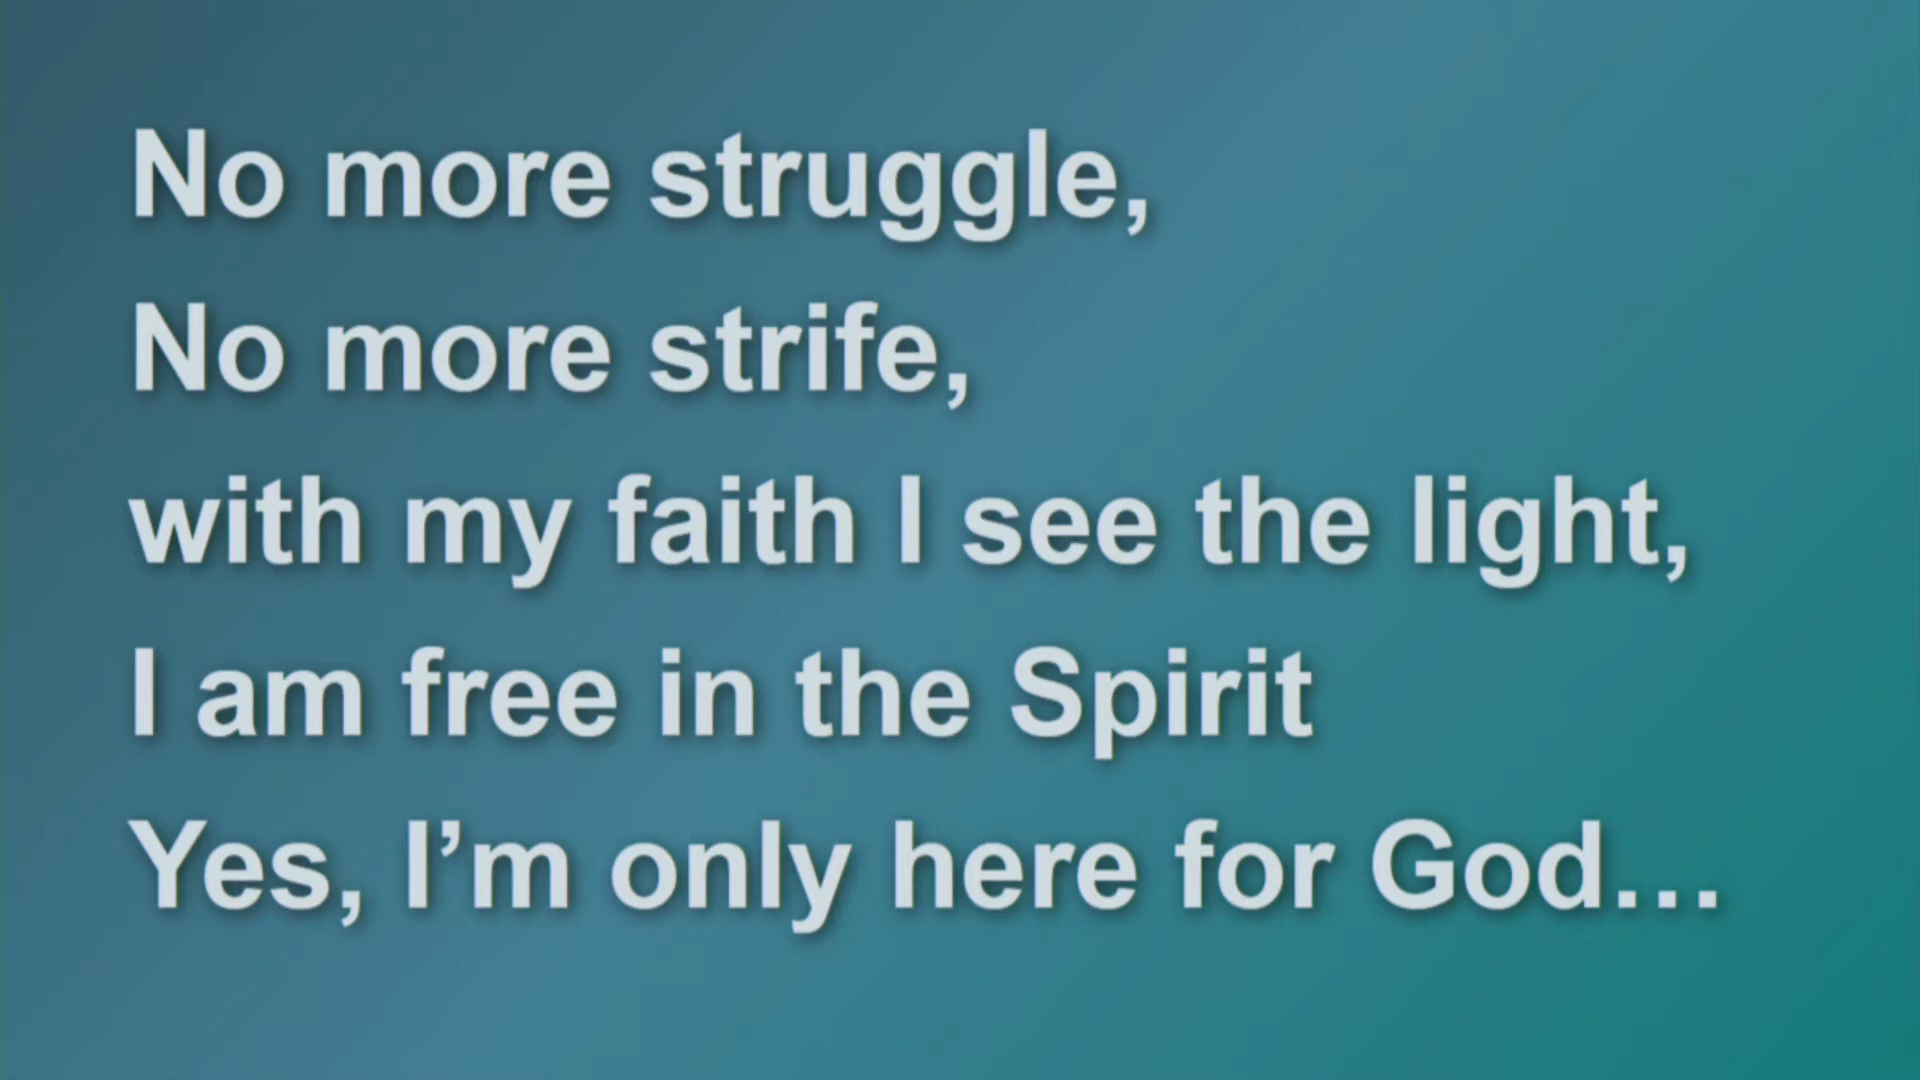 No more struggle,
No more strife,
with my faith I see the light,
I am free in the Spirit
Yes, I’m only here for God…